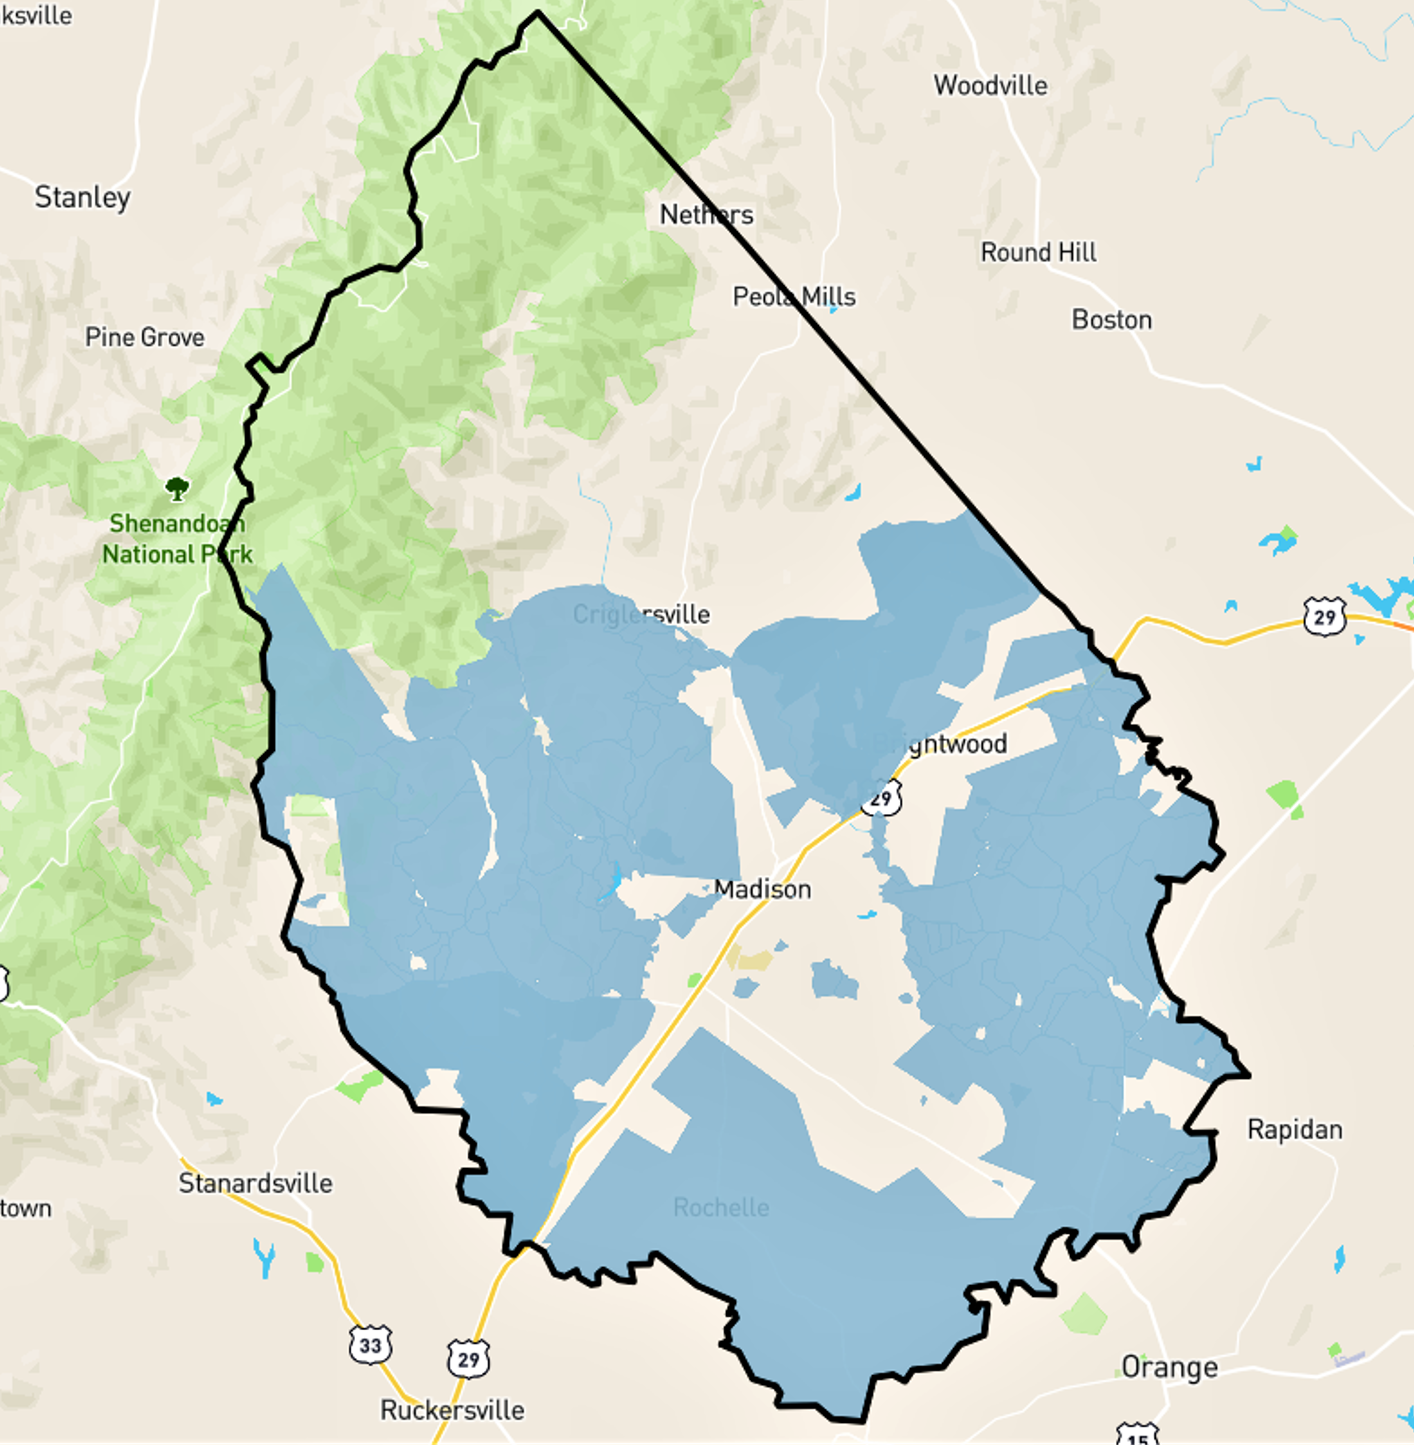 ksville
Woodville
Stanley
Nethers
Round Hill
Peola Mills
Boston
Pine Grove
Shenandoah
National Park
Criglersville
29
Brightwood
29
Madison
Rapidan
Stanardsville
town
Rochelle
33
29
Orange
Ruckersville
15